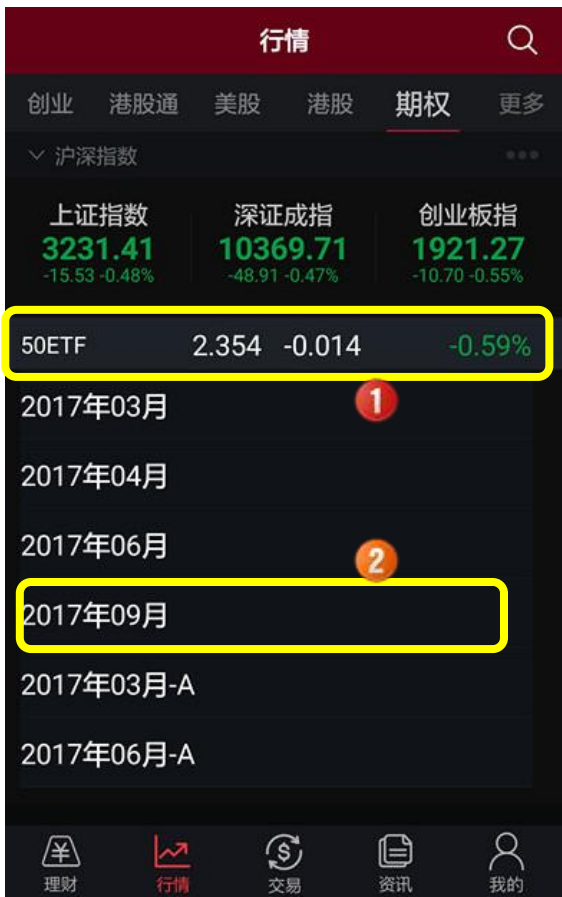 行情
创业 港股通 美股 港股 期权 更多
沪深指数
上证指数 深证成指 创业板指
3231.41 10369.71 1921.27
-15.53 -0.48% -48.91 -0.47% -10.70 -0.55%
50ETF 2.354 -0.014 -0.59%
1
2017年03月
2017年04月
2017年06月
2
2017年09月
2017年03月-A
2017年06月-A
理财 行情 交易 资讯 我的